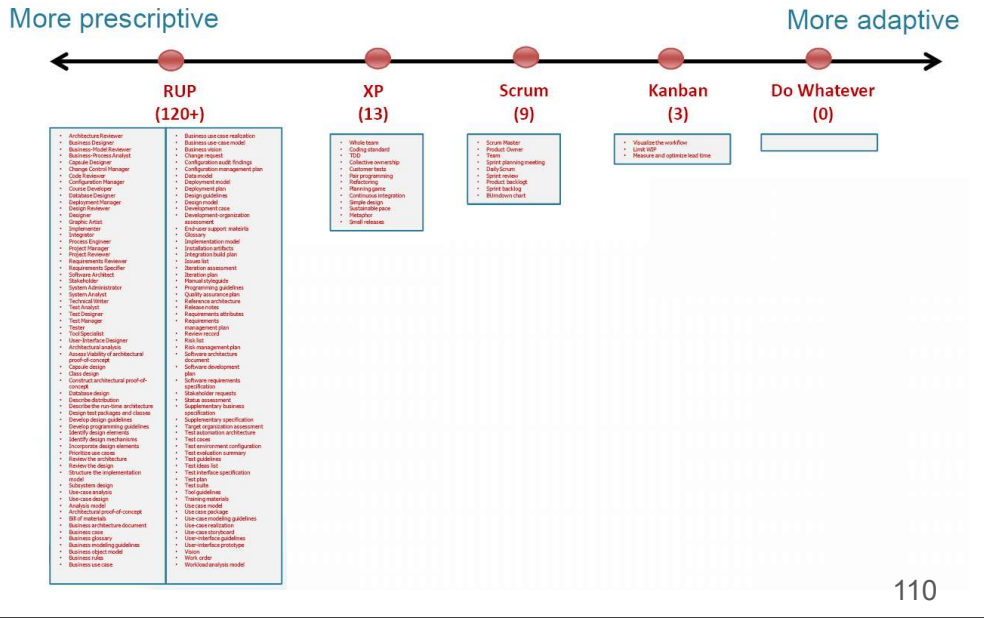 More prescriptive
More adaptive
RUP
(120+)
XP
(13)
Scrum
(9)
Kanban
(3)
Do Whatever
(0)
• Architecture Reviewer
• Business Designer
• Business-Model Reviewer
• Business-Process Analyst
• Capsule Designer
• Change Control Manager
• Code Reviewer
• Configuration Manager
• Course Developer
• Database Designer
• Deployment Manager
• Design Reviewer
• Designer
• Graphic Artist
• Implementer
• Integrator
• Process Engineer
• Project Manager
• Project Reviewer
• Requirements Reviewer
• Requirements Specifier
• Software Architect
• Stakeholder
• System Administrator
• System Analyst
• Technical Writer
• Test Analyst
• Test Designer
• Test Manager
• Tester
• Tool Specialist
• User-Interface Designer
• Architectural analysis
• Assess Viability of architectural
proof-of-concept
• Capsule design
• Class design
• Construct architectural proof-of-
concept
• Database design
• Describe distribution
• Describe the run-time architecture
• Design test packages and classes
• Develop design guidelines
• Develop programming guidelines
• Identify design elements
• Identify design mechanisms
• Incorporate design elements
• Prioritize use cases
• Review the architecture
• Review the design
• Structure the implementation
model
• Subsystem design
• Use-case analysis
• Use-case design
• Analysis model
• Architectural proof-of-concept
• Bill of materials
• Business architecture document
• Business case
• Business glossary
• Business modeling guidelines
• Business object model
• Business rules
• Business use case
• Business use case realization
• Business use-case model
• Business vision
• Change request
• Configuration audit findings
• Configuration management plan
• Data model
• Deployment model
• Deployment plan
• Design guidelines
• Design model
• Development case
• Development-organization
assessment
• End-user support mateirla
• Glossary
• Implementation model
• Installation artifacts
• Integration build plan
• Issues list
• Iteration assessment
• Iteration plan
• Manual styleguide
• Programming guidelines
• Quality assurance plan
• Reference architecture
• Release notes
• Requirements attributes
• Requirements
management plan
• Review record
• Risk list
• Risk management plan
• Software architecture
document
• Software development
plan
• Software requirements
specification
• Stakeholder requests
• Status assessment
• Supplementary business
specification
• Supplementary specification
• Target organization assessment
• Test automation architecture
• Test cases
• Test environment configuration
• Test evaluation summary
• Test guidelines
• Test ideas list
• Test interface specification
• Test plan
• Test suite
• Tool guidelines
• Training materials
• Use case model
• Use case package
• Use-case modeling guidelines
• Use-case realization
• Use-case storyboard
• User-interface guidelines
• User-interface prototype
• Vision
• Work order
• Workload analysis model
• Whole team
• Coding standard
• TDD
• Collective ownership
• Customer tests
• Pair programming
• Refactoring
• Planning game
• Continuous integration
• Simple design
• Sustainable pace
• Metaphor
• Small releases
• Scrum Master
• Product Owner
• Team
• Sprint planning meeting
• Daily Scrum
• Sprint review
• Product backlogt
• Sprint backlog
• BUrndown chart
• Visualize the workflow
• Limit WIP
• Measure and optimize lead time
110